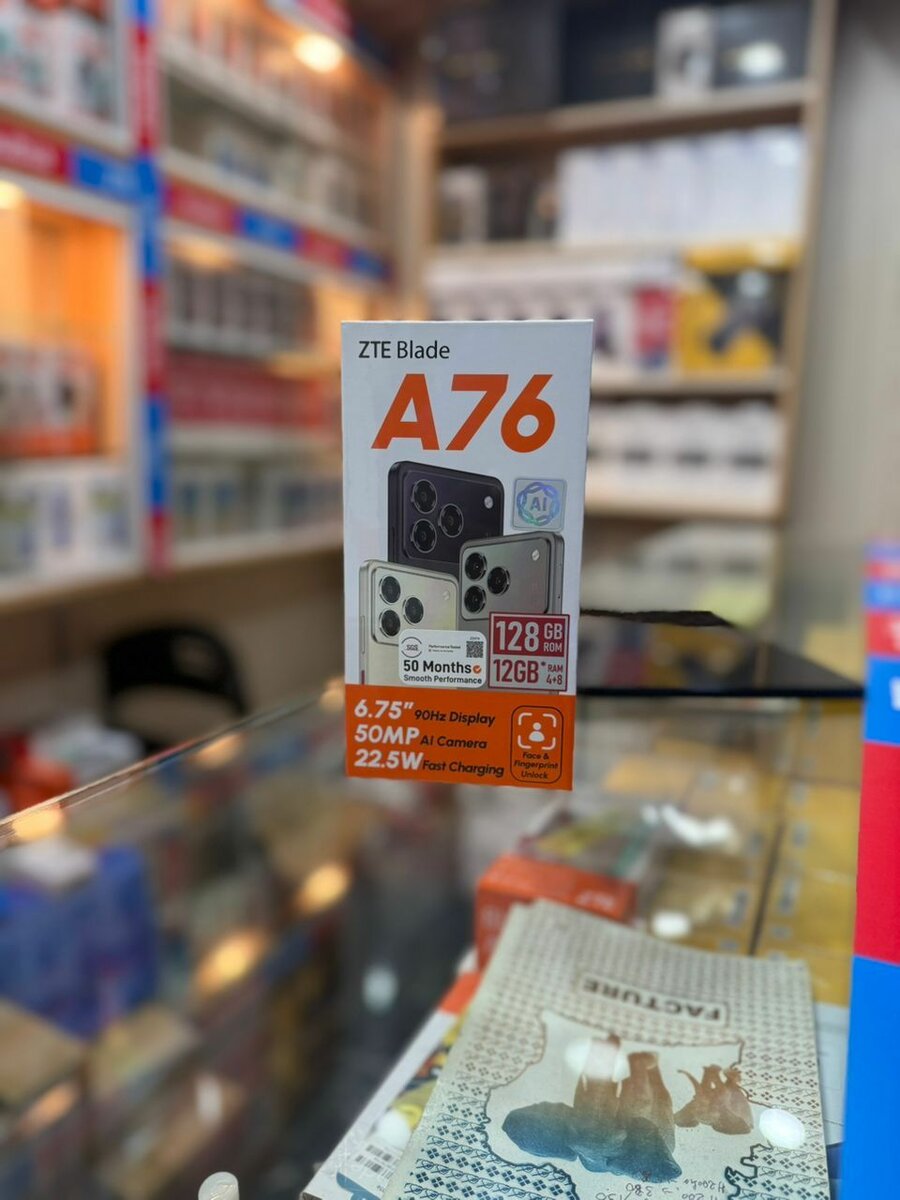 ZTE Blade
A76
AI
128 GB
ROM
12GB* RAM
4+8
SGS
50 Months
Smooth Performance
6.75" 90Hz Display
50MP AI Camera
22.5W Fast Charging
Face &
Fingerprint
Unlock
FACTURE